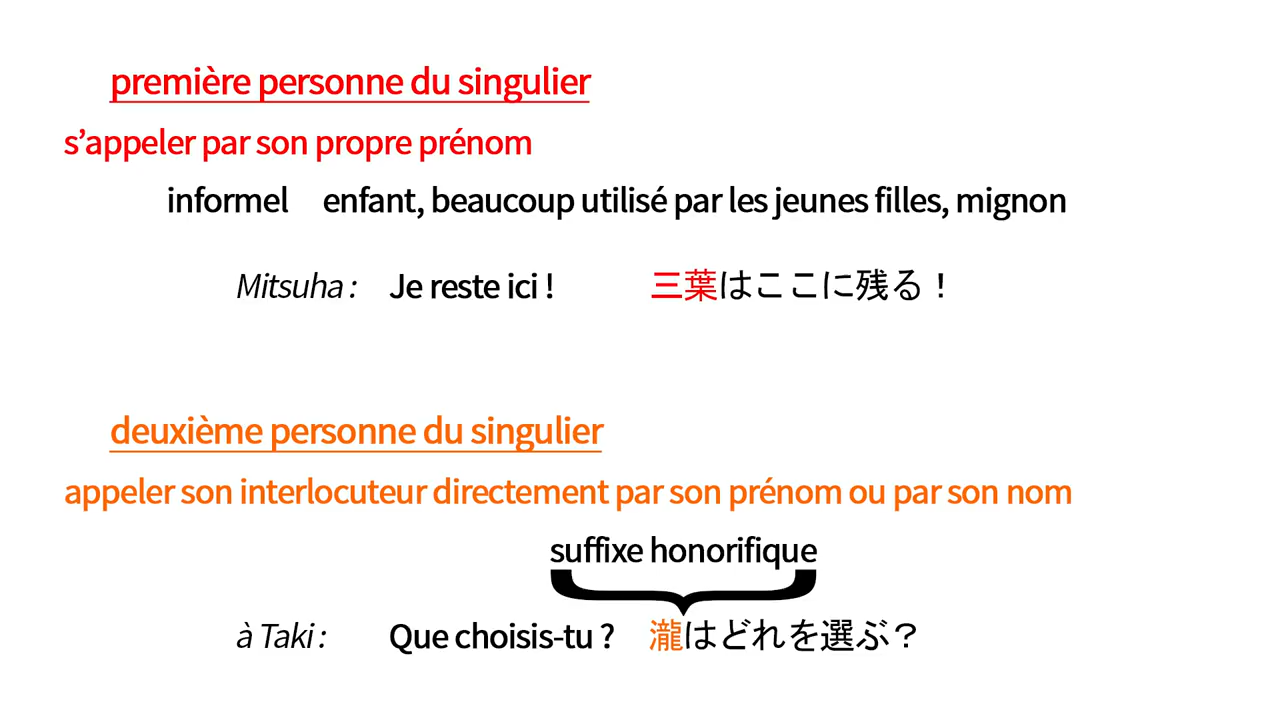 première personne du singulier
s’appeler par son propre prénom
informel enfant, beaucoup utilisé par les jeunes filles, mignon
Mitsuha : Je reste ici ! 三葉はここに残る！
deuxième personne du singulier
appeler son interlocuteur directement par son prénom ou par son nom
suffixe honorifique
à Taki : Que choisis-tu ? 瀧はどれを選ぶ？